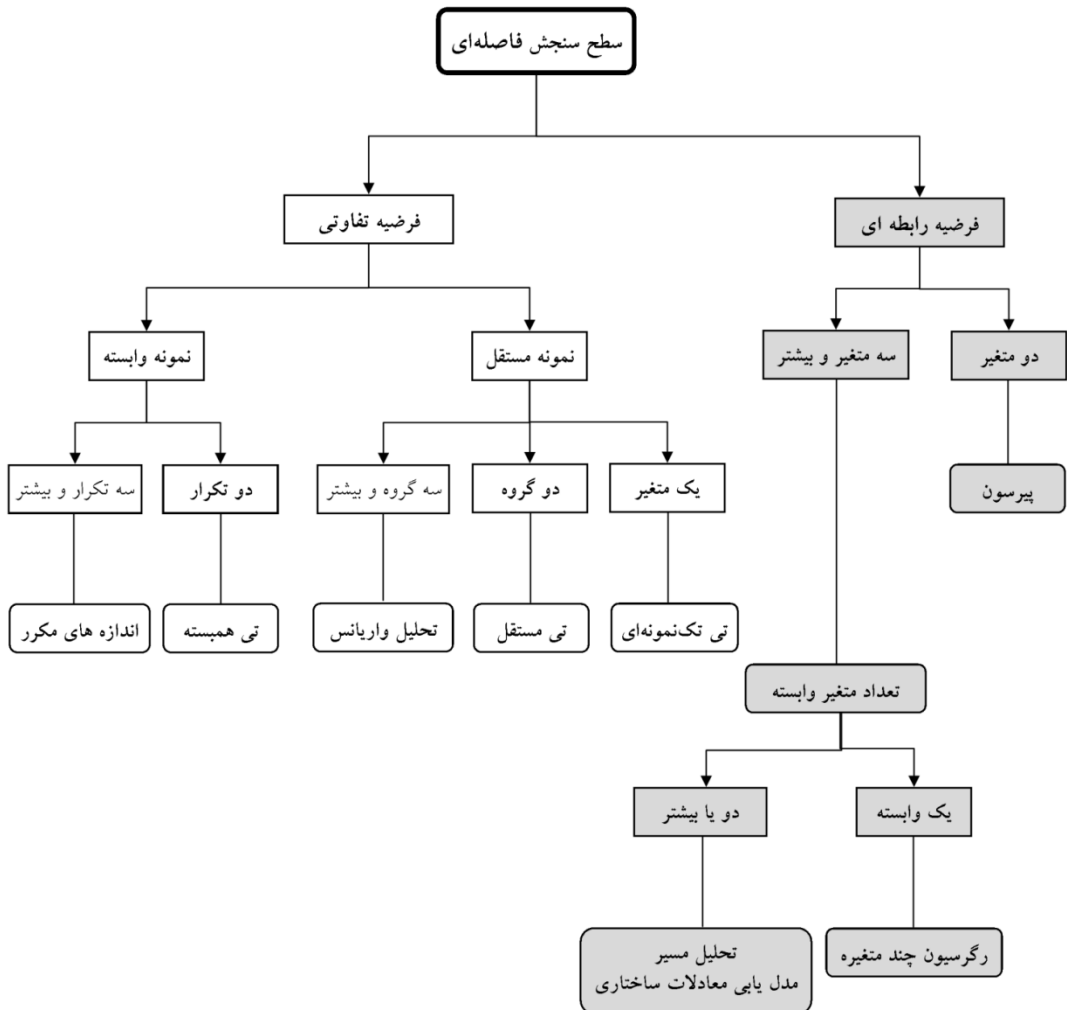 سطح سنجش فاصله‌ای
فرضیه رابطه ای
فرضیه تفاوتی
دو متغیر
سه متغیر و بیشتر
نمونه مستقل
نمونه وابسته
پیرسون
یک متغیر
دو گروه
سه گروه و بیشتر
دو تکرار
سه تکرار و بیشتر
تی تک‌نمونه‌ای
تی مستقل
تحلیل واریانس
تی همبسته
اندازه های مکرر
تعداد متغیر وابسته
یک وابسته
دو یا بیشتر
رگرسیون چند متغیره
تحلیل مسیر
مدل یابی معادلات ساختاری